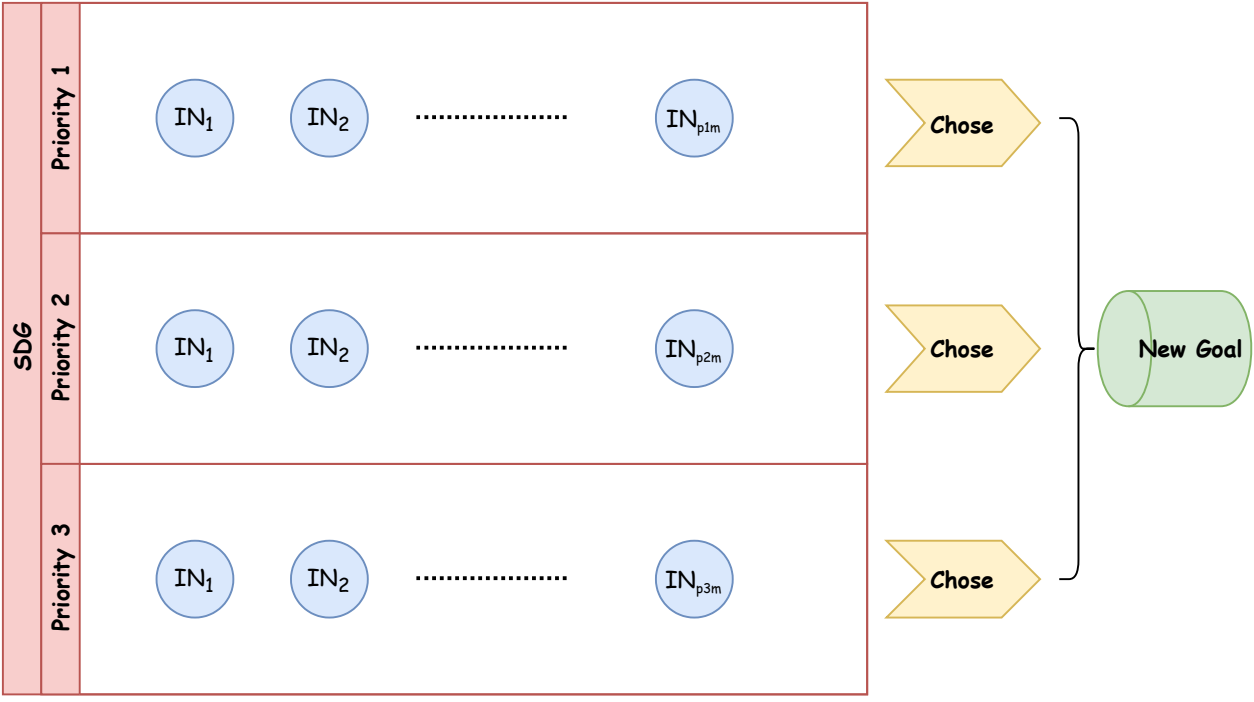 SDG
Priority 1
IN1
IN2
INp1m
Chose
Priority 2
IN1
IN2
INp2m
Chose
New Goal
Priority 3
IN1
IN2
INp3m
Chose